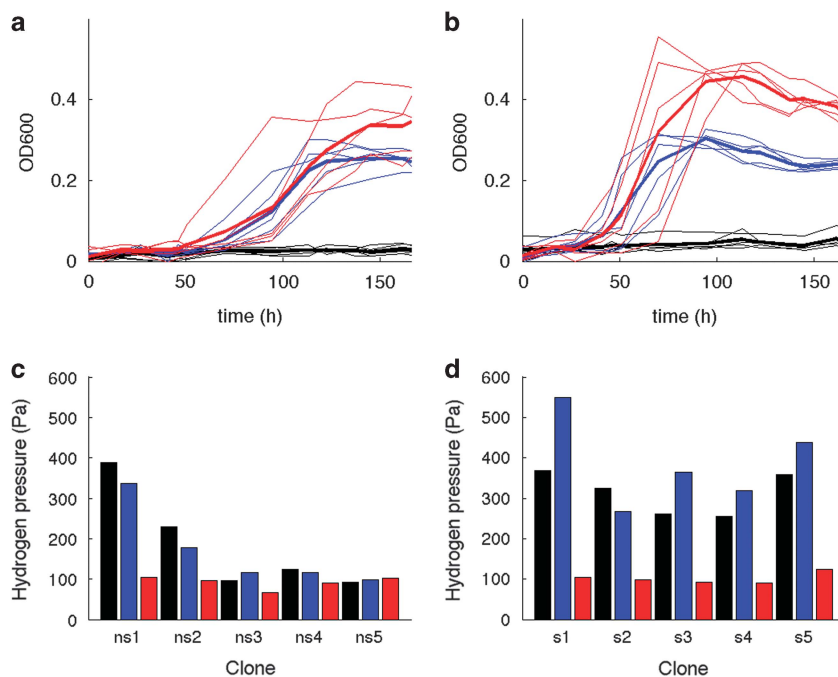 a
b
OD600
0.4
0.2
0
0
50
100
150
time (h)
OD600
0.4
0.2
0
0
50
100
150
time (h)
c
d
Hydrogen pressure (Pa)
600
500
400
300
200
100
0
ns1 ns2 ns3 ns4 ns5
Clone
Hydrogen pressure (Pa)
600
500
400
300
200
100
0
s1 s2 s3 s4 s5
Clone